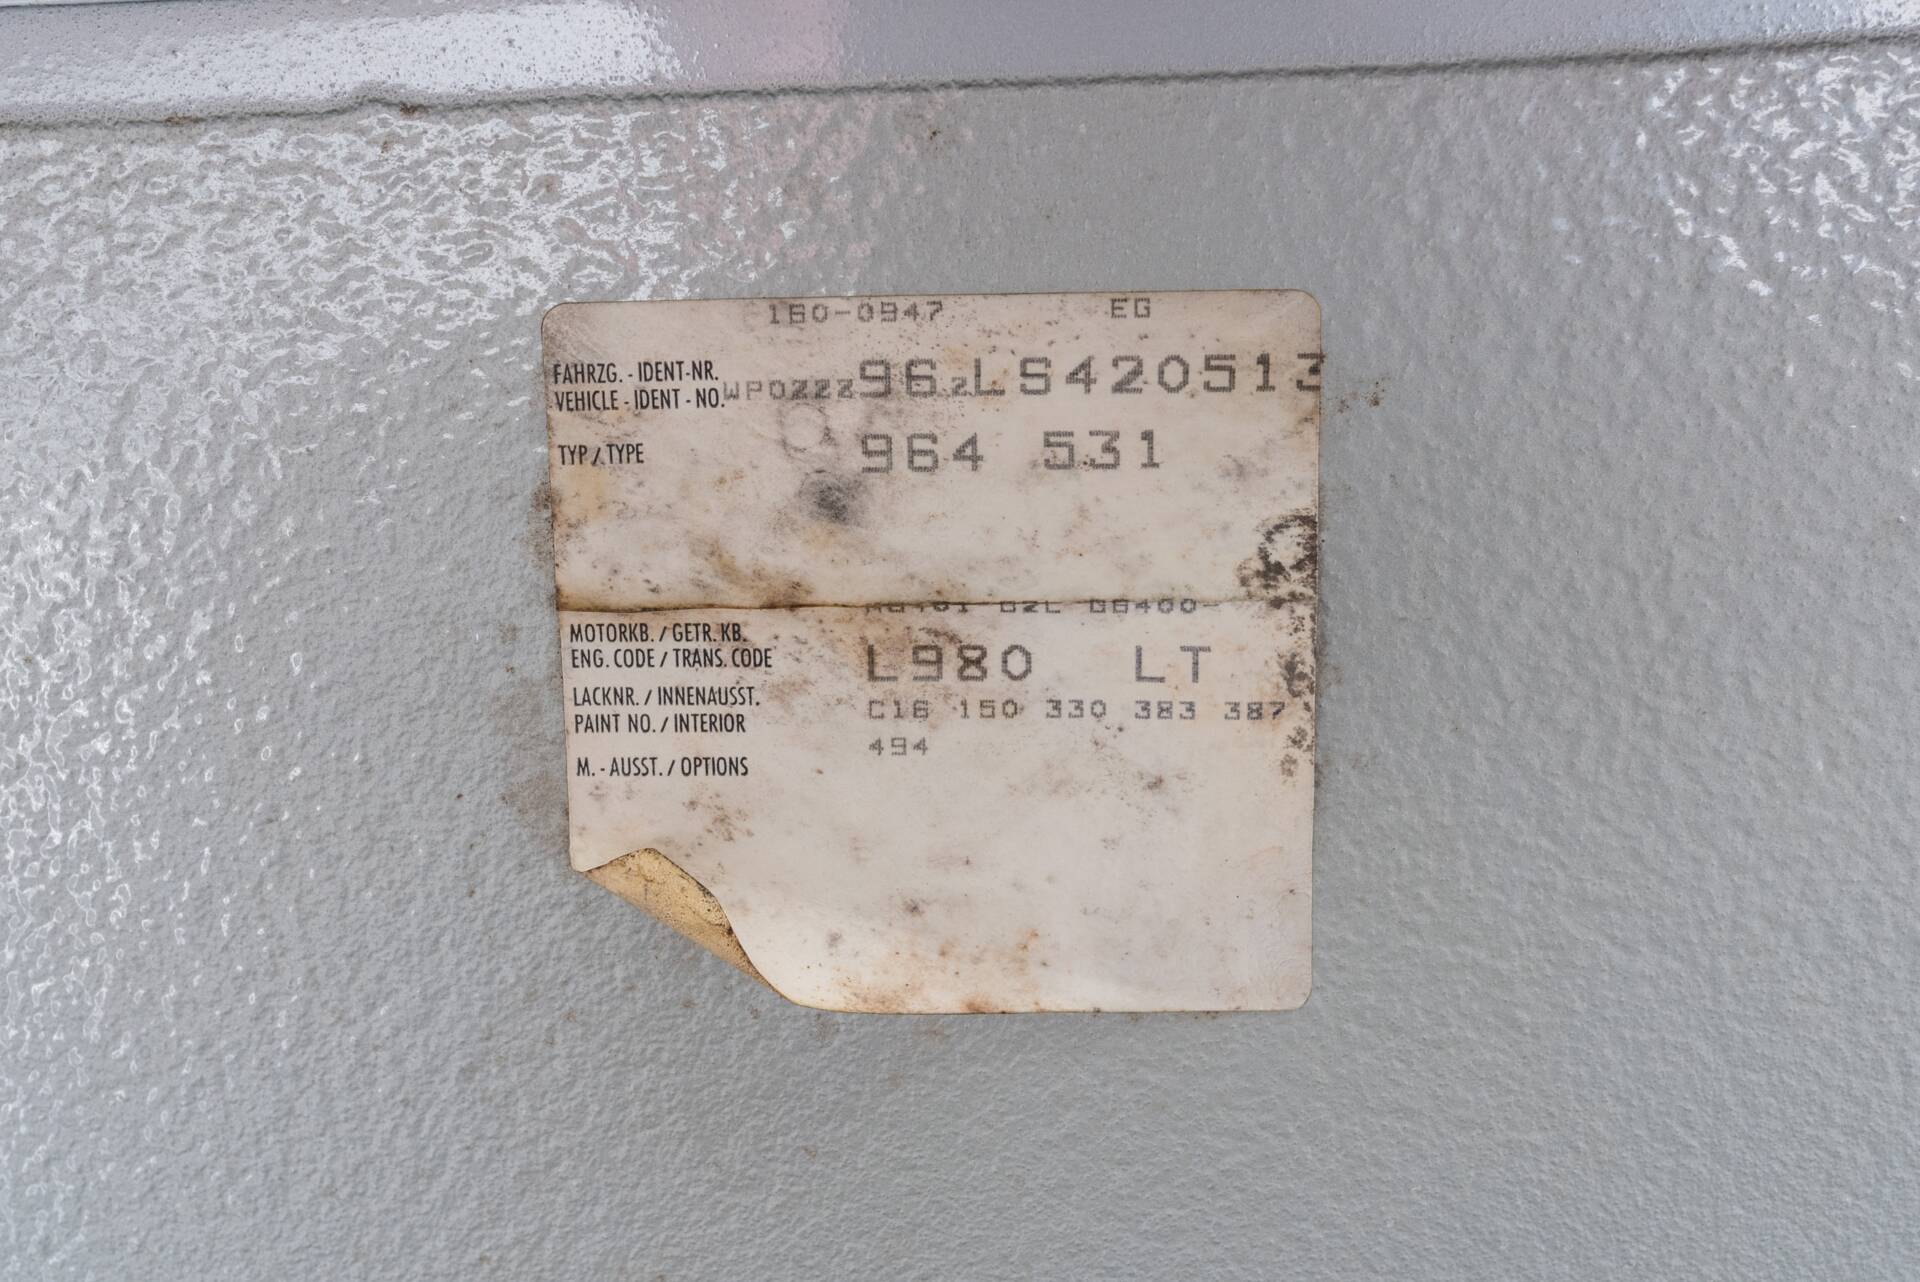 160-0947 EG
FAHRZG. - IDENT-NR.
VEHICLE - IDENT - NO. WP0ZZZ96ZLS420513
TYP / TYPE 964 531
MOTORKB. / GETR. KB.
ENG. CODE / TRANS. CODE
LACKNR. / INNENAUSST. L980 LT
PAINT NO. / INTERIOR C16 150 330 383 387
494
M. - AUSST. / OPTIONS